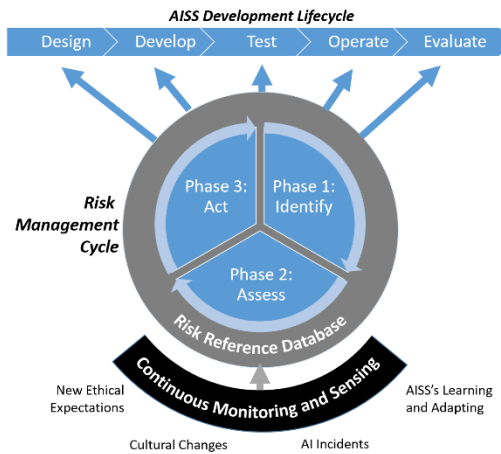 AISS Development Lifecycle
Design
Develop
Test
Operate
Evaluate
Risk
Management
Cycle
Phase 3:
Act
Phase 1:
Identify
Phase 2:
Assess
Risk Reference Database
Continuous Monitoring and Sensing
New Ethical
Expectations
Cultural Changes
AI Incidents
AISS's Learning
and Adapting